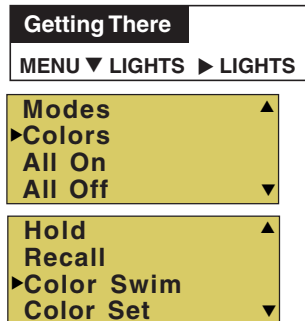 Getting There
MENU ▼ LIGHTS ▶ LIGHTS
Modes ▲
▶Colors
All On
All Off ▼
Hold ▲
Recall
▶Color Swim
Color Set ▼